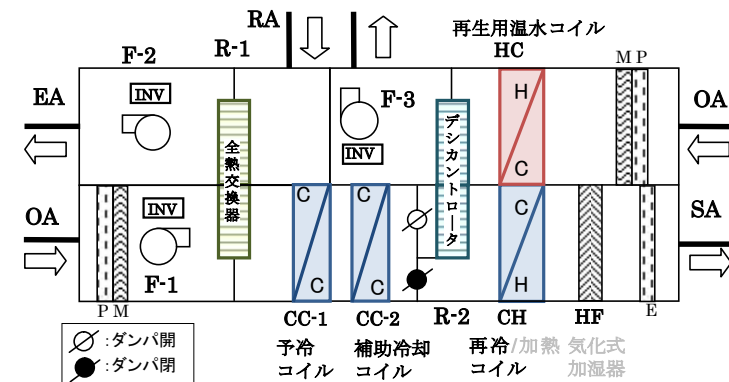 RA
再生用温水コイル
HC
F-2
R-1
M P
EA
INV
F-3
H
OA
INV
全熱交換器
デシカントロータ
C
OA
INV
C
C
C
SA
F-1
C
C
H
P M
E
CC-1
CC-2
R-2
CH
HF
:ダンパ開
:ダンパ閉
予冷
コイル
補助冷却
コイル
再冷/加熱
コイル
気化式
加湿器